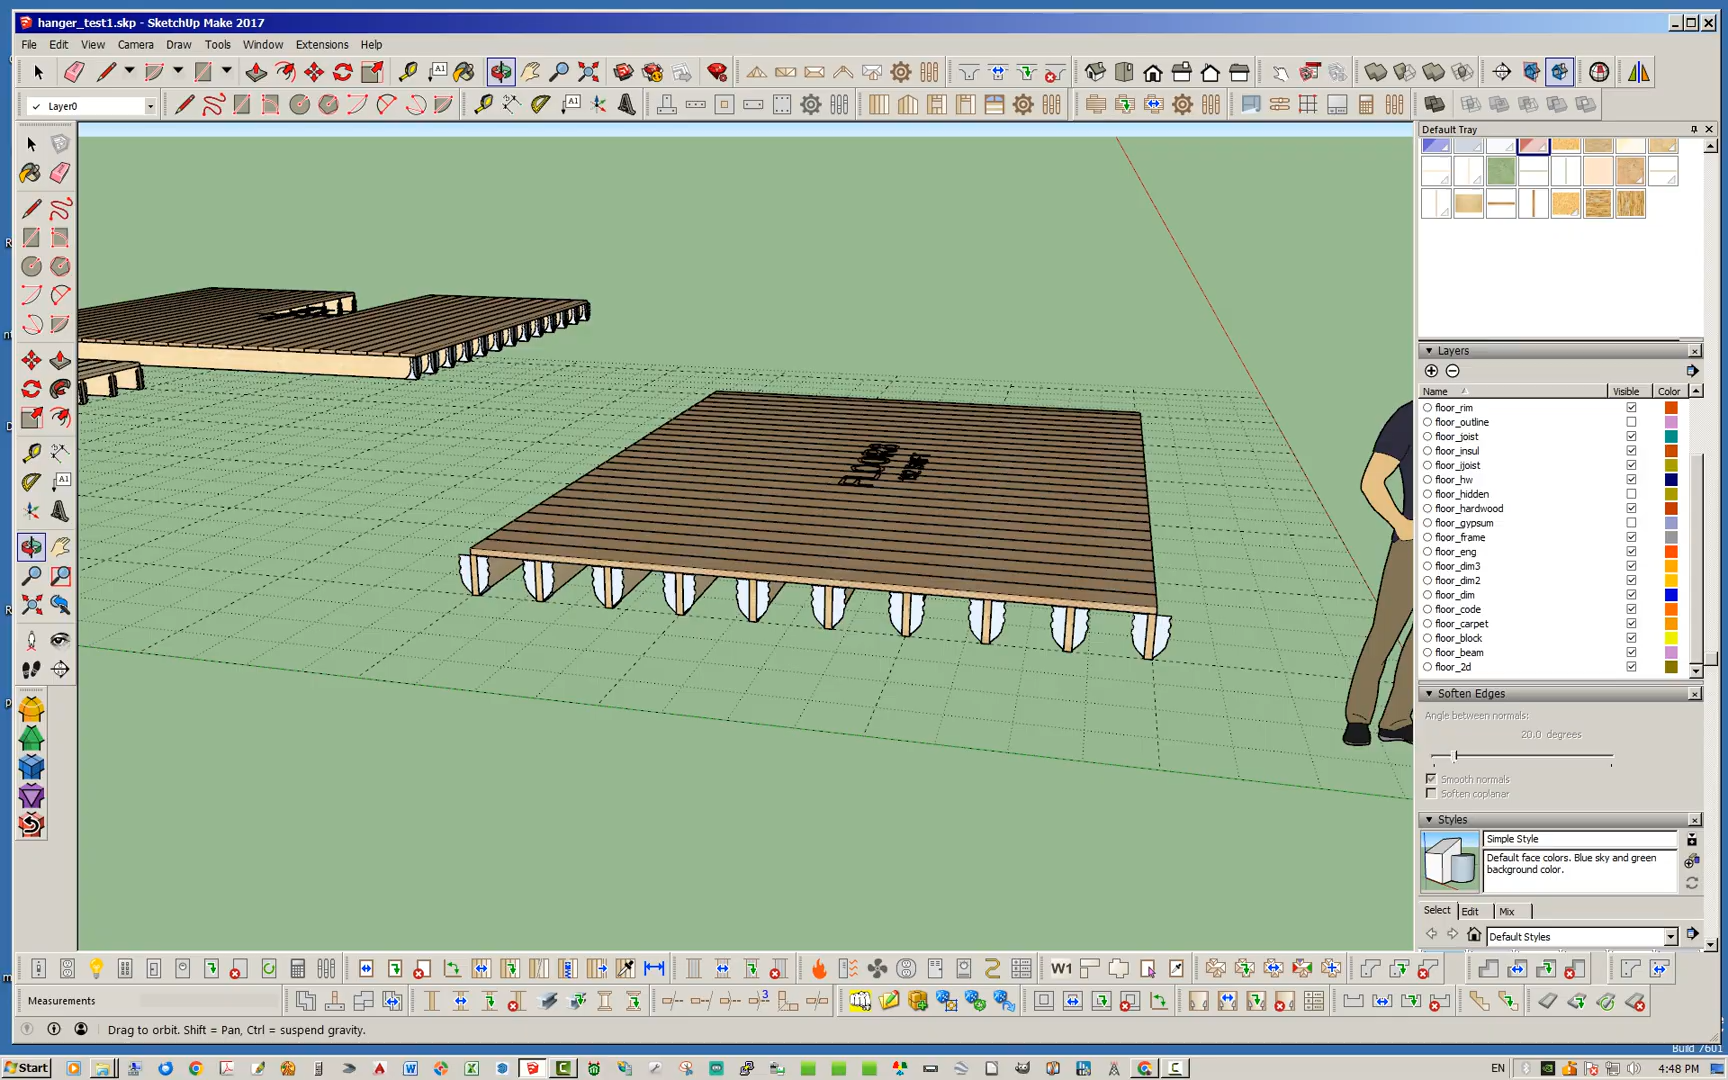 hanger_test1.skp - SketchUp Make 2017
File Edit View Camera Draw Tools Window Extensions Help
Layer0
Default Tray
Layers
Name Visible Color
floor_rim
floor_outline
floor_joist
floor_insul
floor_ijoist
floor_hw
floor_hidden
floor_hardwood
floor_gypsum
floor_frame
floor_eng
floor_dim3
floor_dim2
floor_dim
floor_code
floor_carpet
floor_block
floor_beam
floor_2d
Soften Edges
Angle between normals:
20.0 degrees
Smooth normals
Soften coplanar
Styles
Simple Style
Default face colors. Blue sky and green
background color.
Select Edit Mix
Default Styles
W1
Measurements
3
Drag to orbit. Shift = Pan, Ctrl = suspend gravity.
Build 7601
Start
EN
4:48 PM